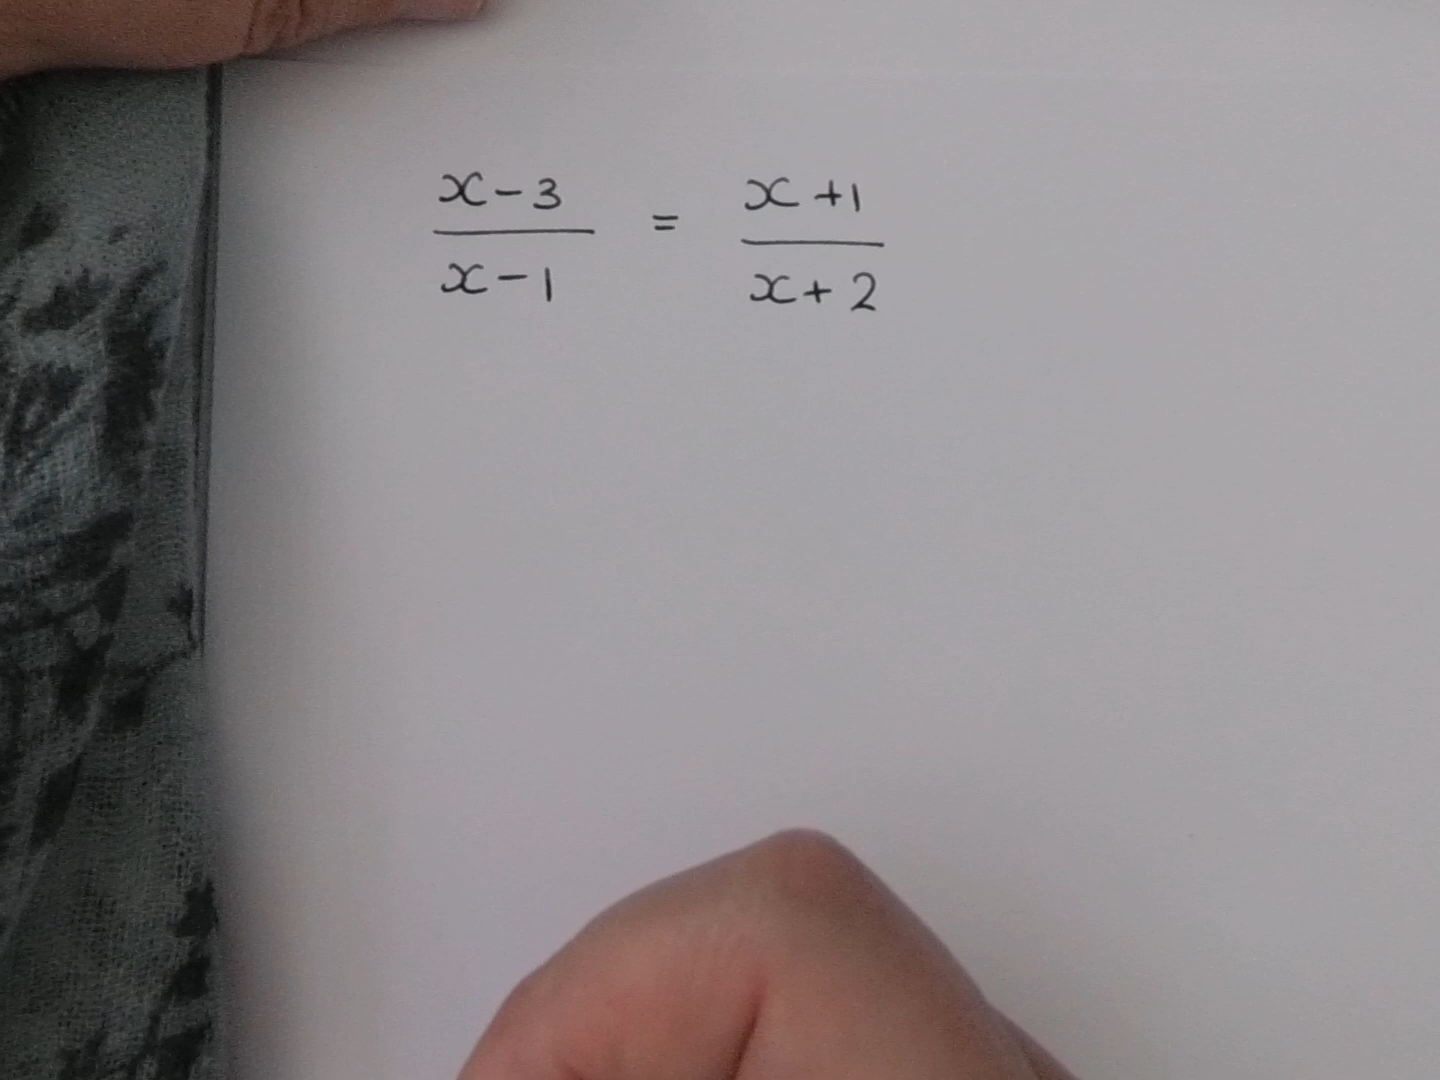 x-3 = x+1
x-1 x+2